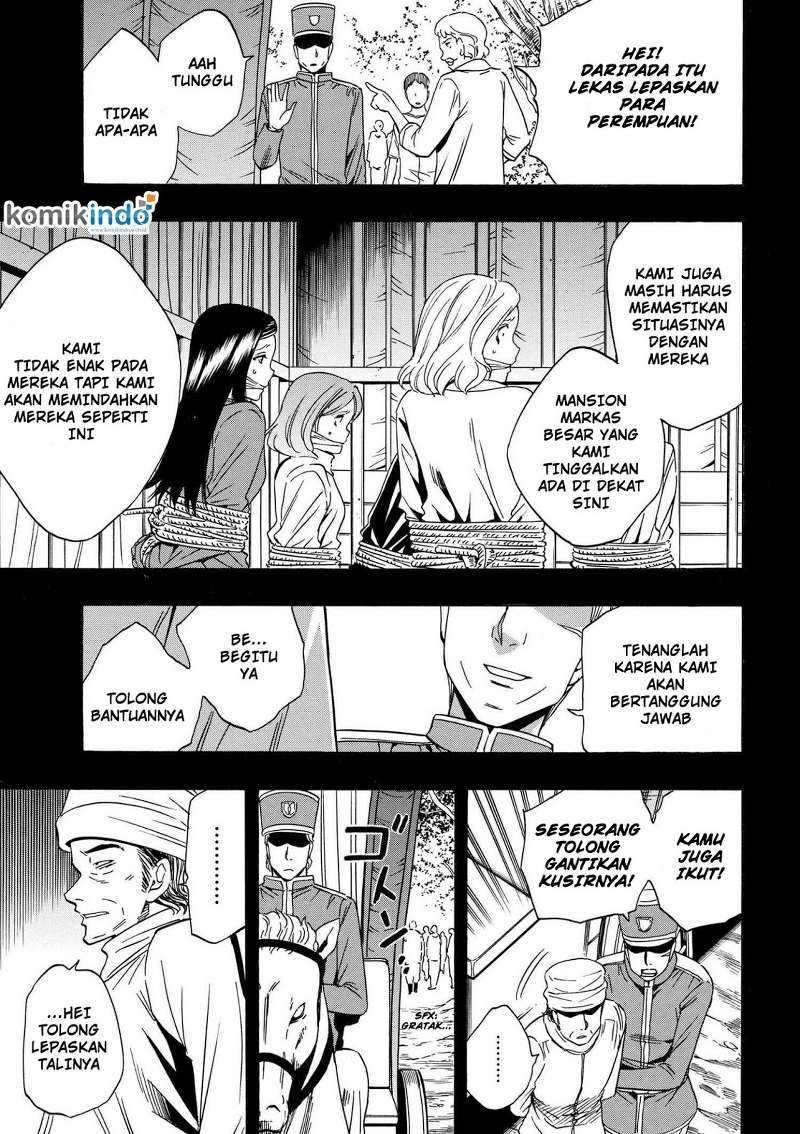 HEI!
DARIPADA ITU
LEKAS LEPASKAN
PARA
PEREMPUAN!
AAH
TUNGGU
TIDAK
APA-APA
komikindo
KAMI JUGA
MASIH HARUS
MEMASTIKAN
SITUASINYA
DENGAN
MEREKA
MANSION
MARKAS
BESAR YANG
KAMI
TINGGALKAN
ADA DI DEKAT
SINI
KAMI
TIDAK ENAK PADA
MEREKA TAPI KAMI
AKAN MEMINDAHKAN
MEREKA SEPERTI
INI
TENANGLAH
KARENA KAMI
AKAN
BERTANGGUNG
JAWAB
BE...
BEGITU
YA
TOLONG
BANTUANNYA
KAMU
JUGA
IKUT!
SESEORANG
TOLONG
GANTIKAN
KUSIRNYA!
......
ゴトン
SFX:
GRATAK...
........
...HEI
TOLONG
LEPASKAN
TALINYA